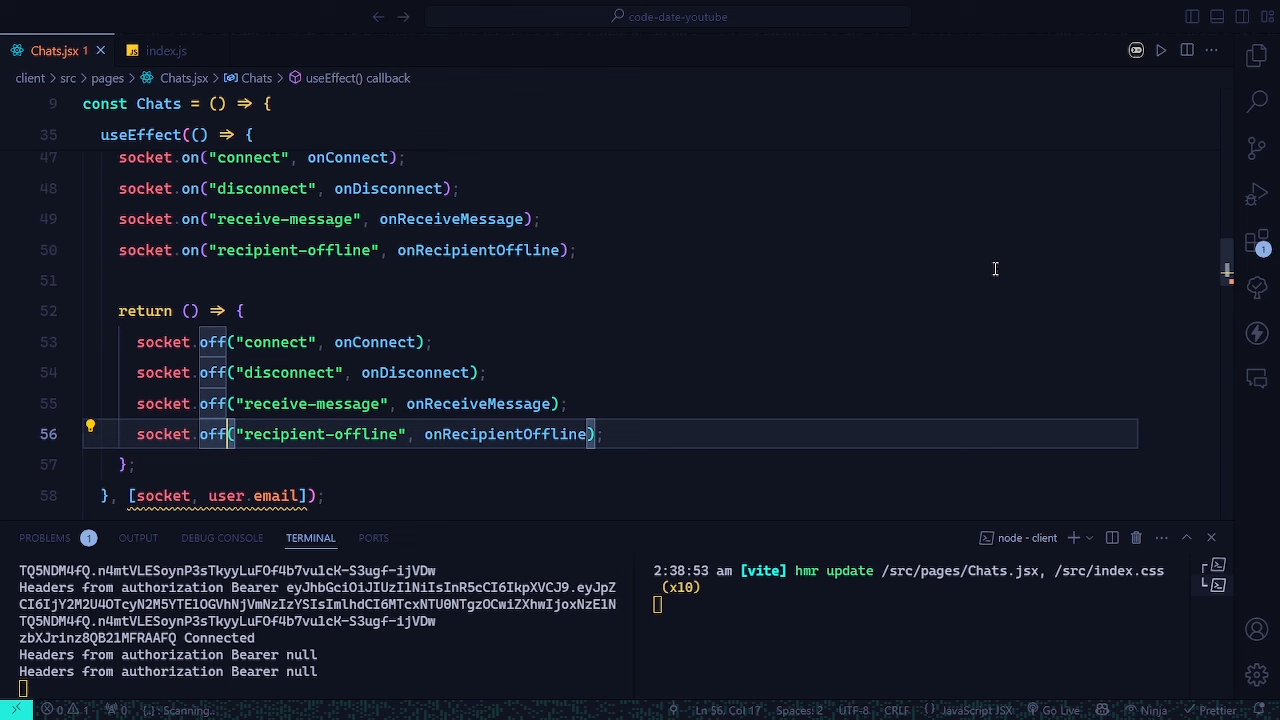 code-date-youtube
Chats.jsx 1
index.js
client > src > pages > Chats.jsx > Chats > useEffect() callback
9 const Chats = () => {
35 useEffect(() => {
47 socket.on("connect", onConnect);
48 socket.on("disconnect", onDisconnect);
49 socket.on("receive-message", onReceiveMessage);
50 socket.on("recipient-offline", onRecipientOffline);
51
52 return () => {
53 socket.off("connect", onConnect);
54 socket.off("disconnect", onDisconnect);
55 socket.off("receive-message", onReceiveMessage);
56 socket.off("recipient-offline", onRecipientOffline);
57 };
58 }, [socket, user.email]);
1
PROBLEMS 1 OUTPUT DEBUG CONSOLE TERMINAL PORTS
node - client
TQ5NDM4fQ.n4mtVLESoynP3sTkyyLuFOf4b7vu1cK-S3ugf-ijVDw
Headers from authorization Bearer eyJhbGciOiJIUzI1NiIsInR5cCI6IkpXVCJ9.eyJpZ
CI6IjY2M2U4OTcyN2M5YTE1OGVhNjVmNzIzYSIsImlhdCI6MTcxNTU0NTgzOCwiZXhwIjoxNzE1N
TQ5NDM4fQ.n4mtVLESoynP3sTkyyLuFOf4b7vu1cK-S3ugf-ijVDw
zbXJrinz8QB21MFRAAFQ Connected
Headers from authorization Bearer null
Headers from authorization Bearer null
2:38:53 am [vite] hmr update /src/pages/Chats.jsx, /src/index.css
(x10)
0 1 0 Scanning.. Ln 56, Col 17 Spaces: 2 UTF-8 CRLF JavaScript JSX Go Live Ninja Prettier